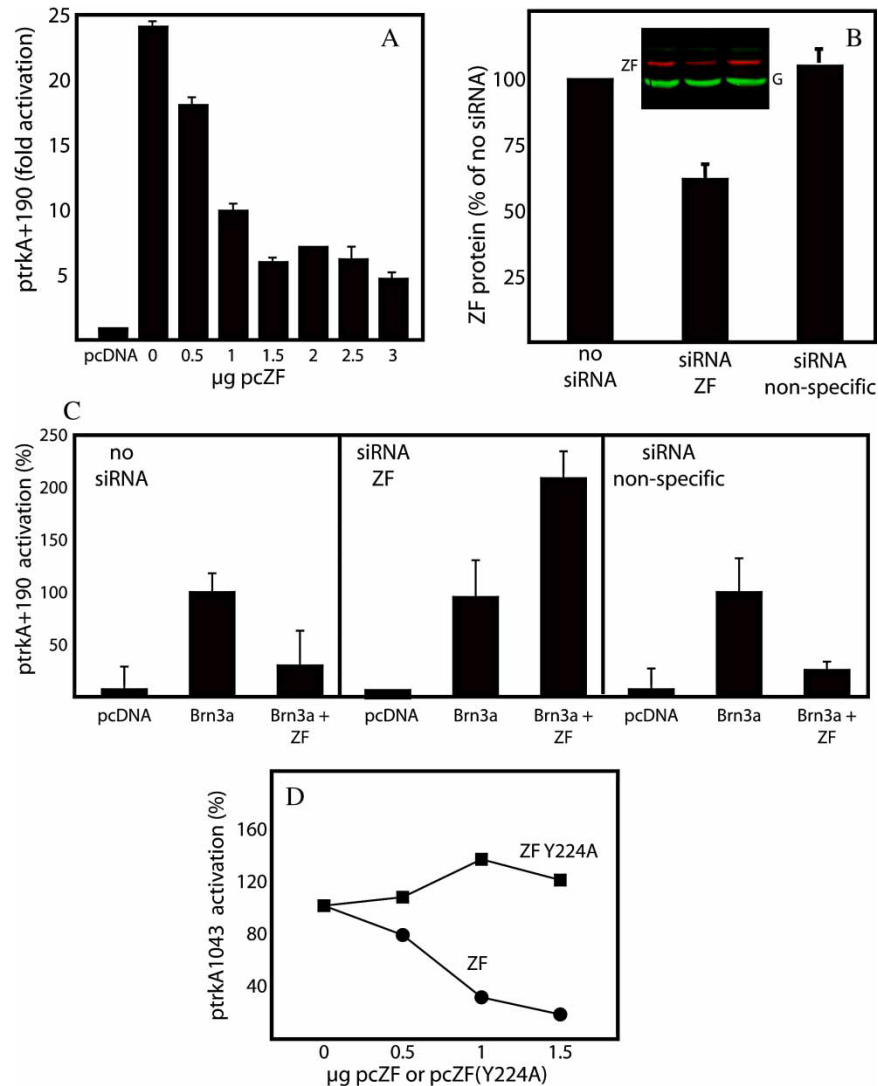 A
ptrkA+190 (fold activation)
25
20
15
10
5
pcDNA 0 0.5 1 1.5 2 2.5 3
µg pcZF
B
ZF protein (% of no siRNA)
100
75
50
25
ZF
G
no
siRNA
siRNA
ZF
siRNA
non-specific
C
ptrkA+190 activation (%)
250
200
150
100
50
no
siRNA
siRNA
ZF
siRNA
non-specific
pcDNA Brn3a Brn3a +
ZF
pcDNA Brn3a Brn3a +
ZF
pcDNA Brn3a Brn3a +
ZF
D
ptrkA1043 activation (%)
160
120
80
40
ZF Y224A
ZF
0 0.5 1 1.5
µg pcZF or pcZF(Y224A)